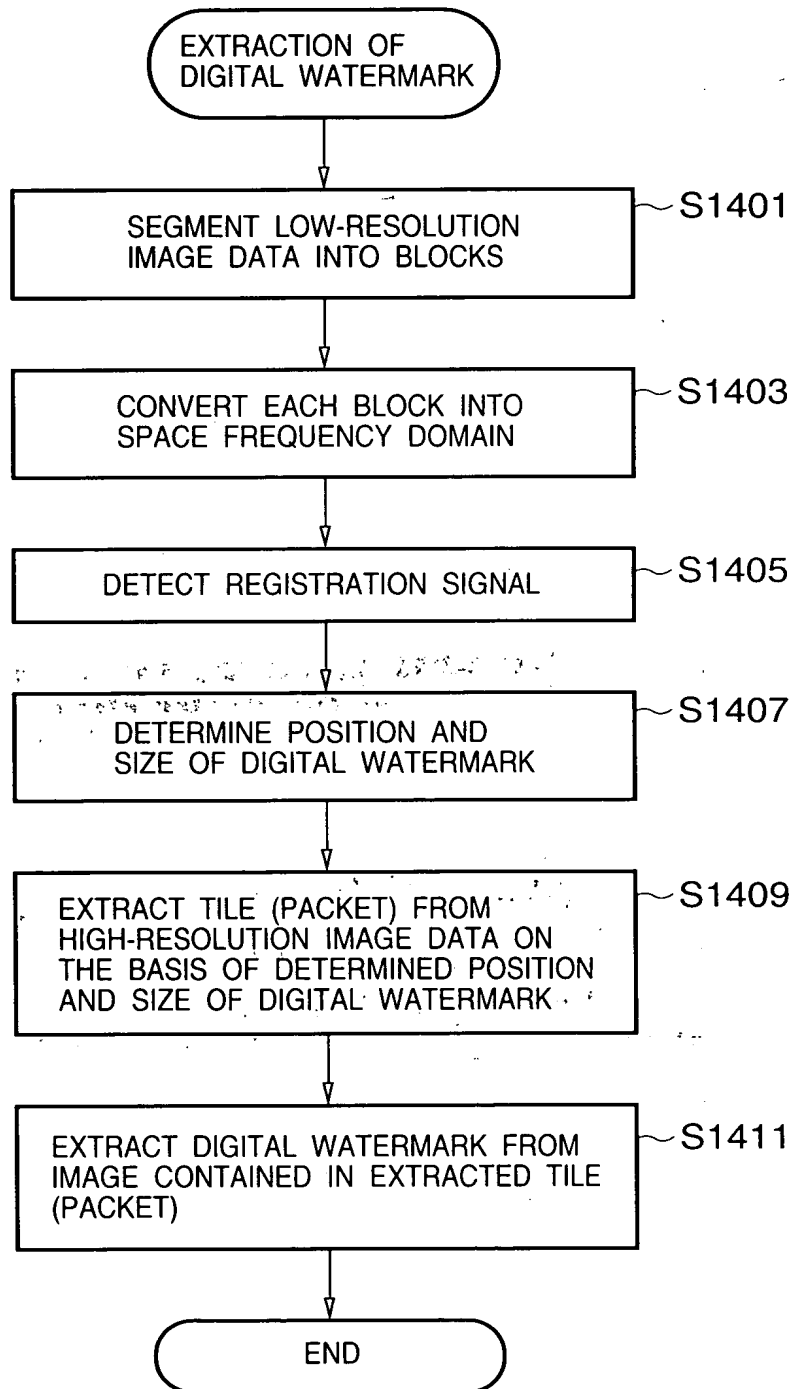 EXTRACTION OF
DIGITAL WATERMARK
SEGMENT LOW-RESOLUTION
IMAGE DATA INTO BLOCKS
S1401
CONVERT EACH BLOCK INTO
SPACE FREQUENCY DOMAIN
S1403
DETECT REGISTRATION SIGNAL
S1405
DETERMINE POSITION AND
SIZE OF DIGITAL WATERMARK
S1407
EXTRACT TILE (PACKET) FROM
HIGH-RESOLUTION IMAGE DATA ON
THE BASIS OF DETERMINED POSITION
AND SIZE OF DIGITAL WATERMARK
S1409
EXTRACT DIGITAL WATERMARK FROM
IMAGE CONTAINED IN EXTRACTED TILE
(PACKET)
S1411
END